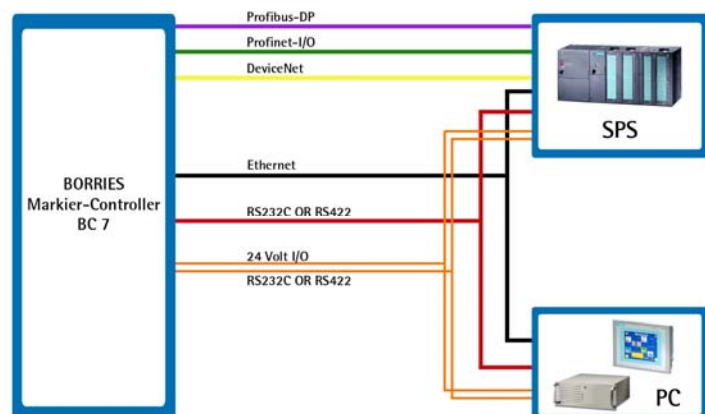 Profibus-DP
Profinet-I/O
DeviceNet
SPS
Ethernet
BORRIES
Markier-Controller
BC 7
RS232C OR RS422
24 Volt I/O
RS232C OR RS422
PC